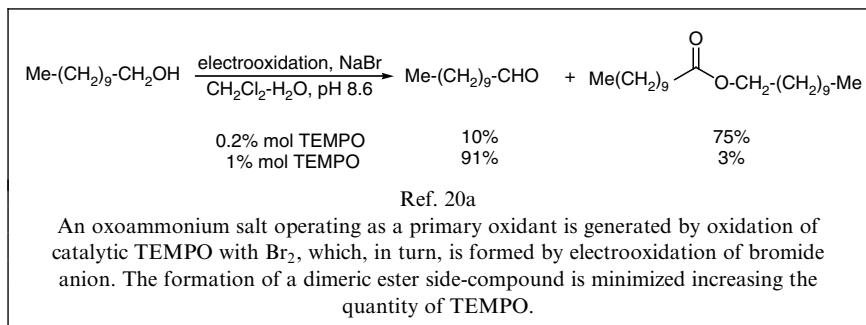 Me-(CH2)9-CH2OH
electrooxidation, NaBr
CH2Cl2-H2O, pH 8.6
Me-(CH2)9-CHO
+
O
Me(CH2)9
O-CH2-(CH2)9-Me
0.2% mol TEMPO 10% 75%
1% mol TEMPO 91% 3%
Ref. 20a
An oxoammonium salt operating as a primary oxidant is generated by oxidation of
catalytic TEMPO with Br2, which, in turn, is formed by electrooxidation of bromide
anion. The formation of a dimeric ester side-compound is minimized increasing the
quantity of TEMPO.